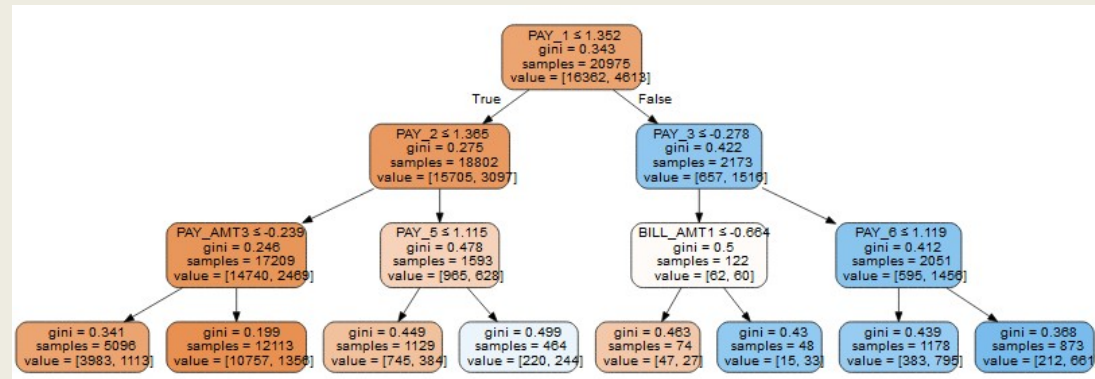 PAY_1 ≤ 1.352
gini = 0.343
samples = 20975
value = [16362, 4613]
True
False
PAY_2 ≤ 1.365
gini = 0.275
samples = 18802
value = [15705, 3097]
PAY_3 ≤ -0.278
gini = 0.422
samples = 2173
value = [657, 1516]
PAY_AMT3 ≤ -0.239
gini = 0.246
samples = 17209
value = [14740, 2469]
PAY_5 ≤ 1.115
gini = 0.478
samples = 1593
value = [965, 628]
BILL_AMT1 ≤ -0.664
gini = 0.5
samples = 122
value = [62, 60]
PAY_6 ≤ 1.119
gini = 0.412
samples = 2051
value = [595, 1456]
gini = 0.341
samples = 5096
value = [3983, 1113]
gini = 0.199
samples = 12113
value = [10757, 1356]
gini = 0.449
samples = 1129
value = [745, 384]
gini = 0.499
samples = 464
value = [220, 244]
gini = 0.463
samples = 74
value = [47, 27]
gini = 0.43
samples = 48
value = [15, 33]
gini = 0.439
samples = 1178
value = [383, 795]
gini = 0.368
samples = 873
value = [212, 661]